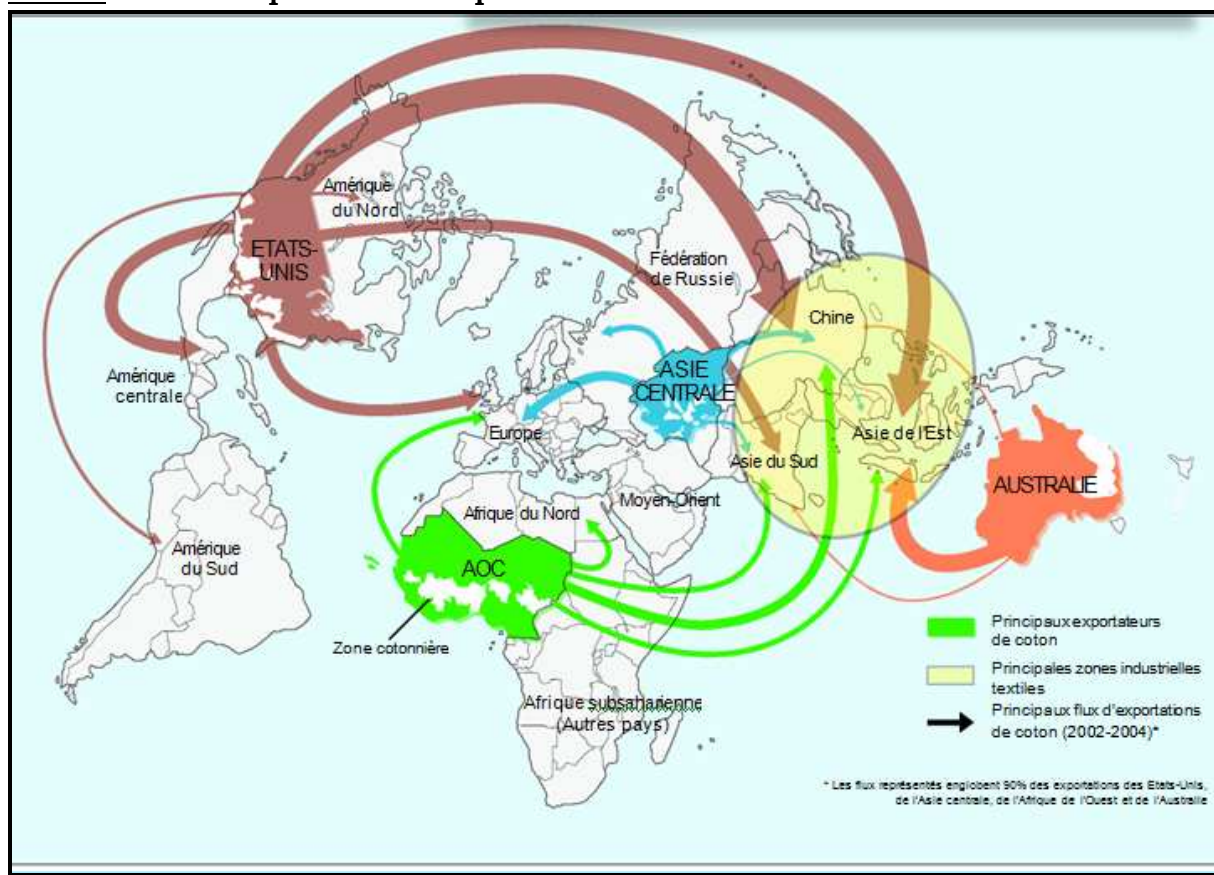 Amérique
du Nord
ETATS-
UNIS
Fédération
de Russie
Chine
Amérique
centrale
ASIE
CENTRALE
Europe
Asie du Sud
Asie de l'Est
AUSTRALIE
Moyen-Orient
Afrique du Nord
Amérique
du Sud
AOC
Zone cotonnière
Afrique subsaharienne
(Autres pays)
Principaux exportateurs
de coton
Principales zones industrielles
textiles
Principaux flux d'exportations
de coton (2002-2004)*
* Les flux représentés englobent 90% des exportations des Etats-Unis,
de l'Asie centrale, de l'Afrique de l'Ouest et de l'Australie